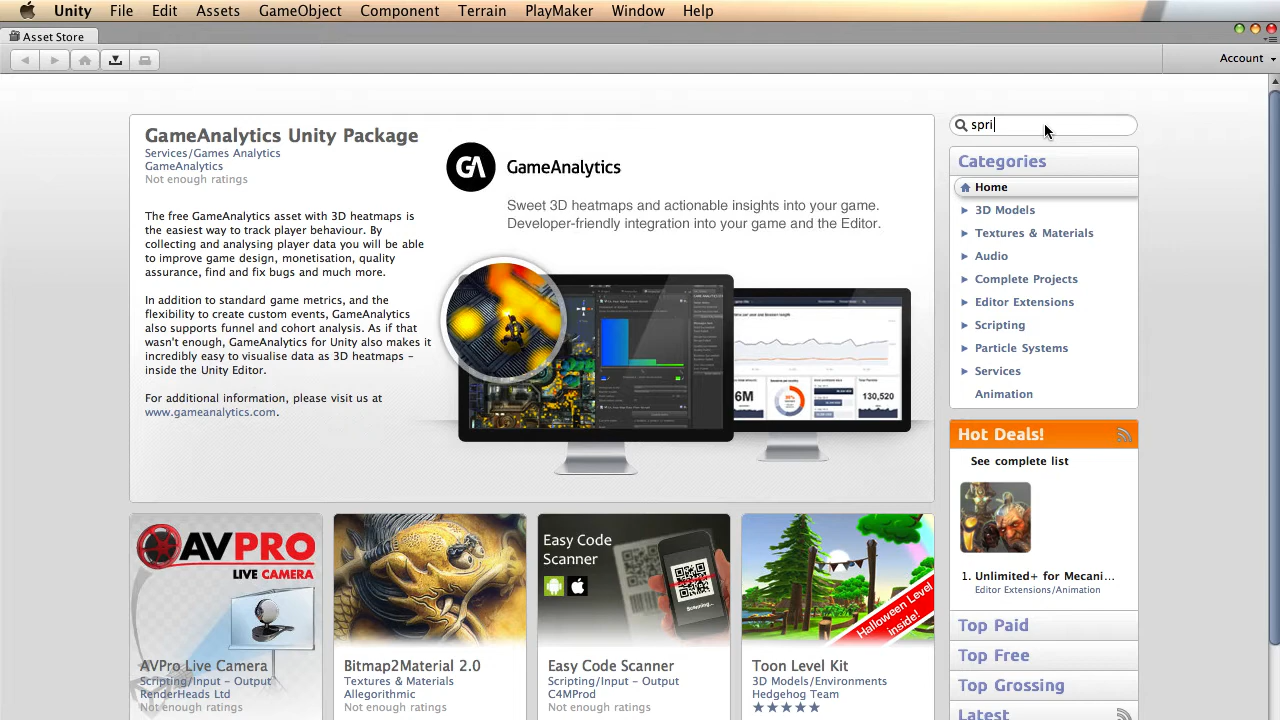 Unity File Edit Assets GameObject Component Terrain PlayMaker Window Help
Asset Store
Account
GameAnalytics Unity Package
Services/Games Analytics
GameAnalytics
Not enough ratings
The free GameAnalytics asset with 3D heatmaps is
the easiest way to track player behaviour. By
collecting and analysing player data you will be able
to improve game design, monetisation, quality
assurance, find and fix bugs and much more.
In addition to standard game metrics, and the
flexibility to create custom events, GameAnalytics
also supports funnel and cohort analysis. As if that
wasn't enough, GameAnalytics for Unity also makes it
incredibly easy to view the data as 3D heatmaps -
inside the Unity Editor.
For additional information, please visit us at
www.gameanalytics.com.
GA GameAnalytics
Sweet 3D heatmaps and actionable insights into your game.
Developer-friendly integration into your game and the Editor.
130,520
spri
Categories
Home
3D Models
Textures & Materials
Audio
Complete Projects
Editor Extensions
Scripting
Particle Systems
Services
Animation
Hot Deals!
See complete list
1. Unlimited+ for Mecani...
Editor Extensions/Animation
Top Paid
Top Free
Top Grossing
Latest
AVPRO
LIVE CAMERA
AVPro Live Camera
Scripting/Input - Output
RenderHeads Ltd
Not enough ratings
Bitmap2Material 2.0
Textures & Materials
Allegorithmic
Not enough ratings
Easy Code
Scanner
Easy Code Scanner
Scripting/Input - Output
C4MProd
Not enough ratings
Halloween Level
inside!
Toon Level Kit
3D Models/Environments
Hedgehog Team